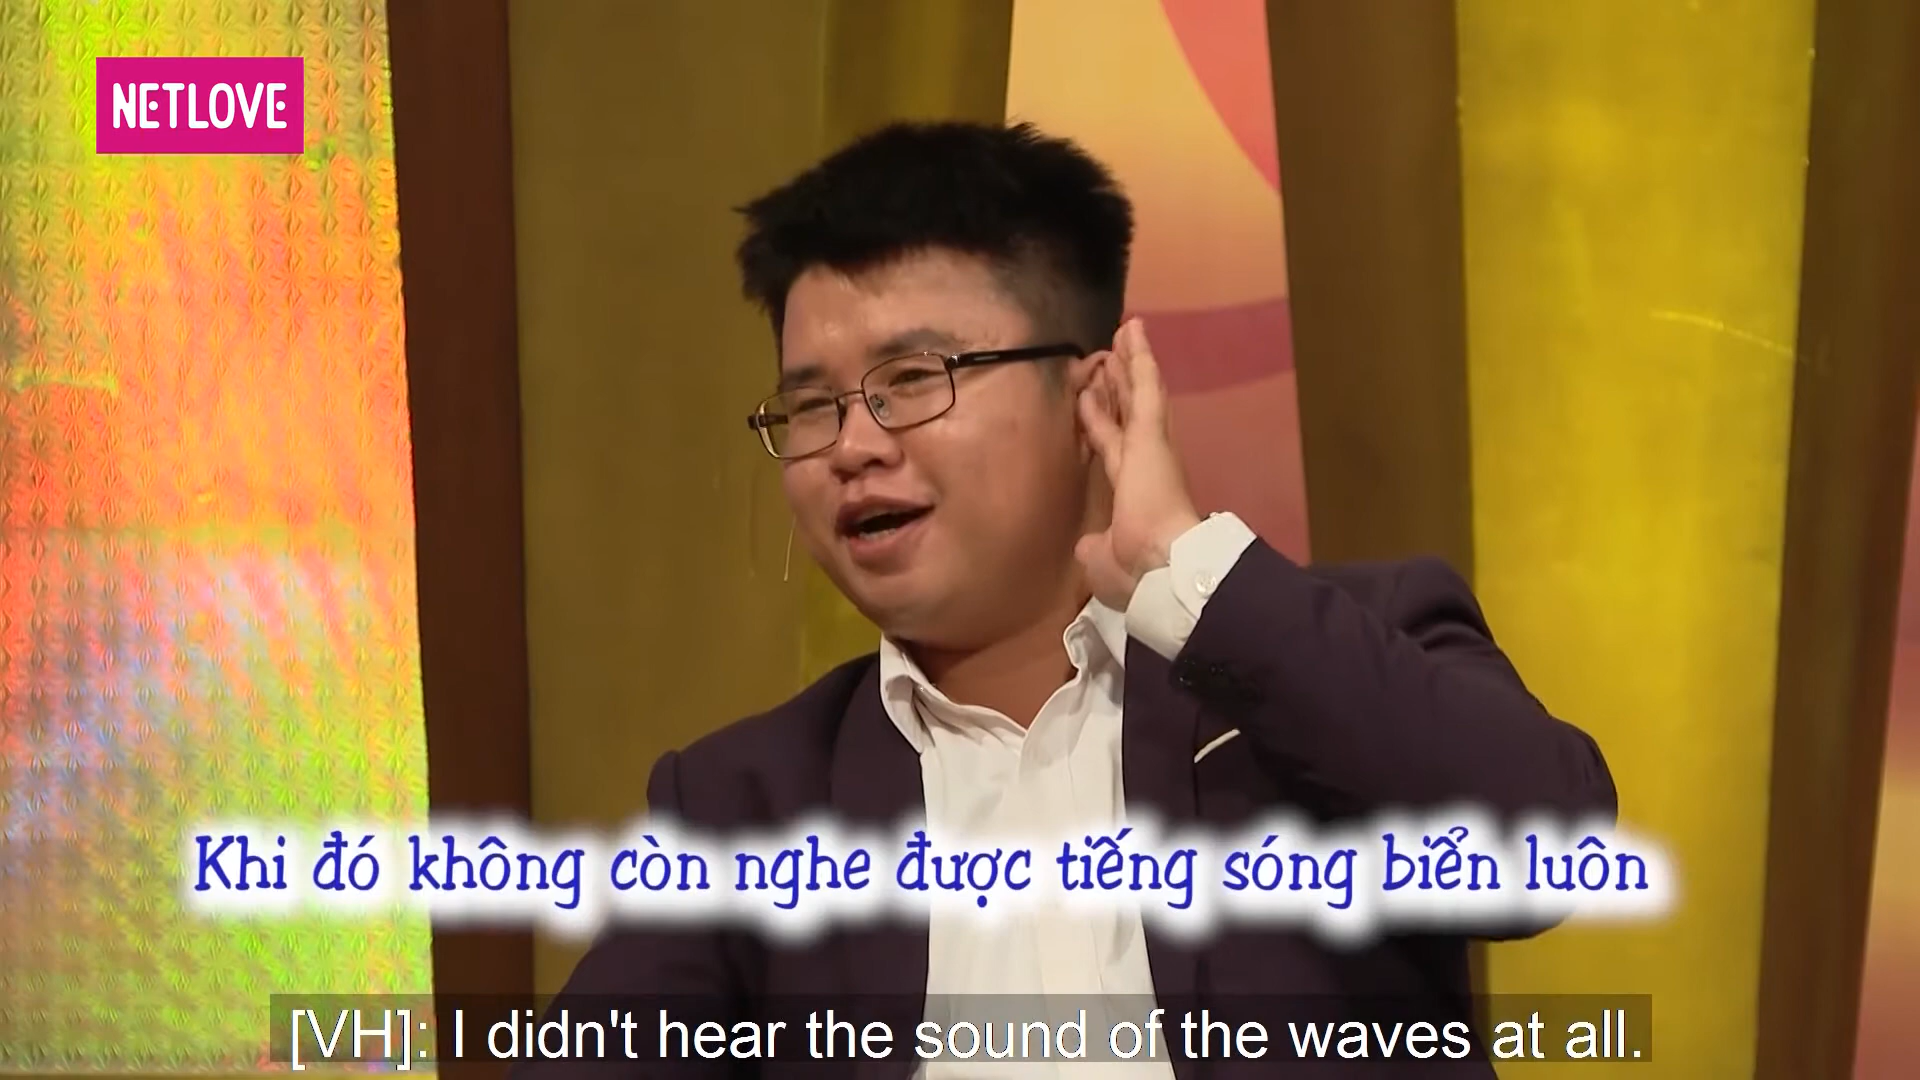 NETLOVE
Khi đó không còn nghe được tiếng sóng biển luôn
[VH]: I didn't hear the sound of the waves at all.